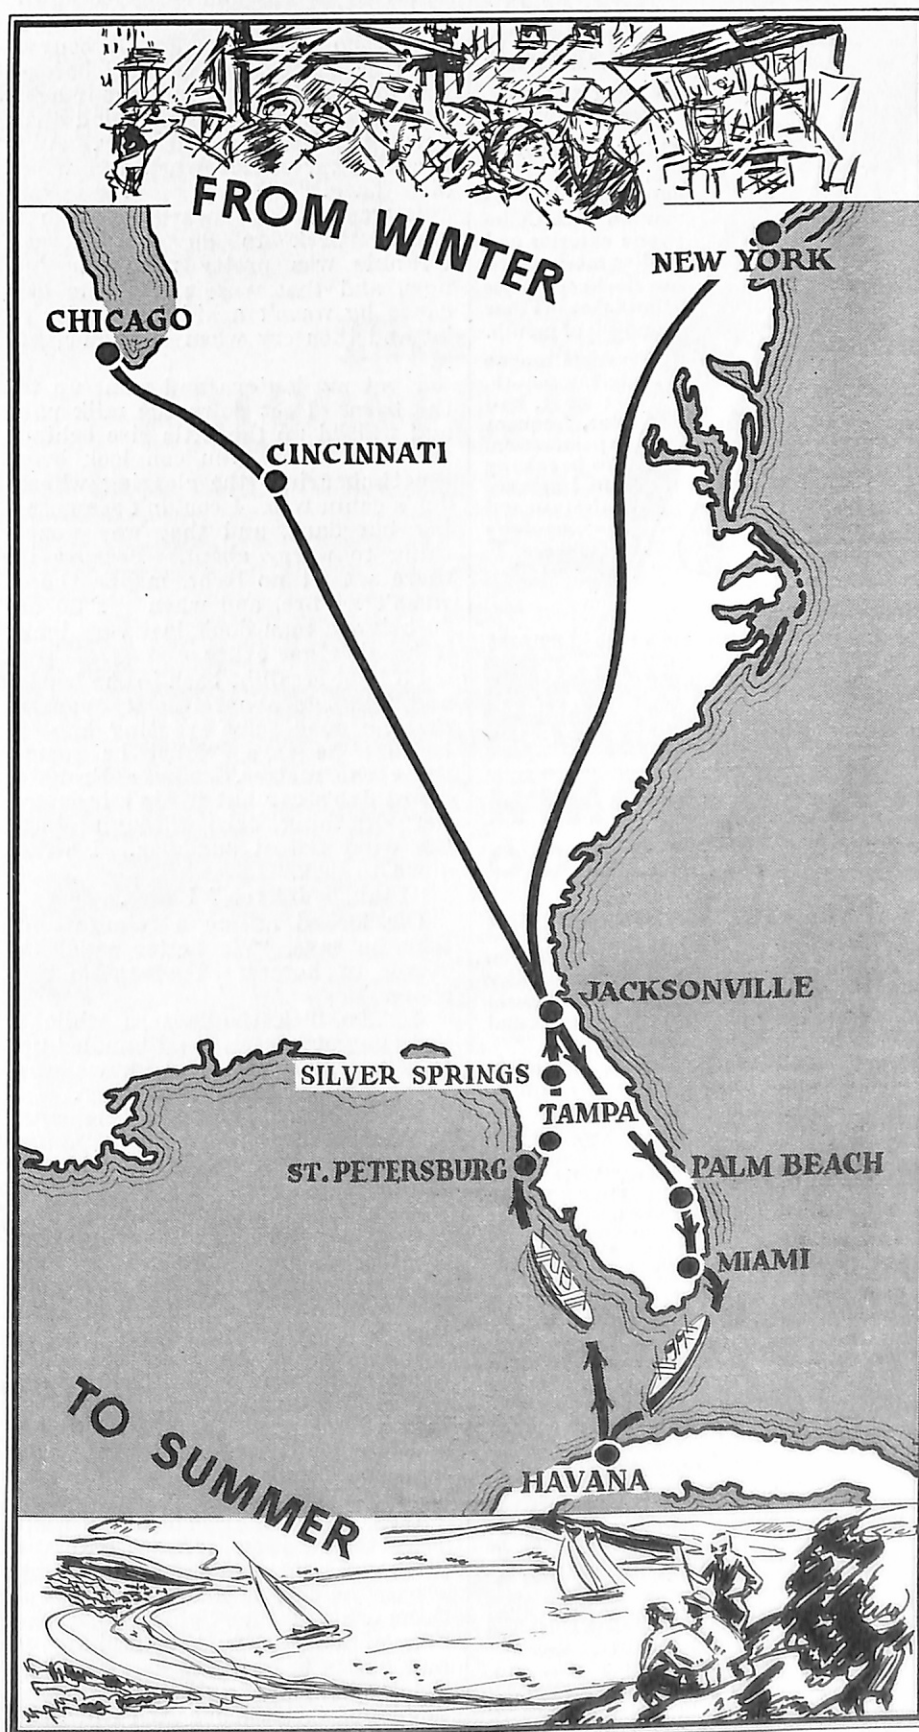 FROM WINTER
NEW YORK
CHICAGO
CINCINNATI
JACKSONVILLE
SILVER SPRINGS
TAMPA
ST. PETERSBURG
PALM BEACH
MIAMI
TO SUMMER
HAVANA